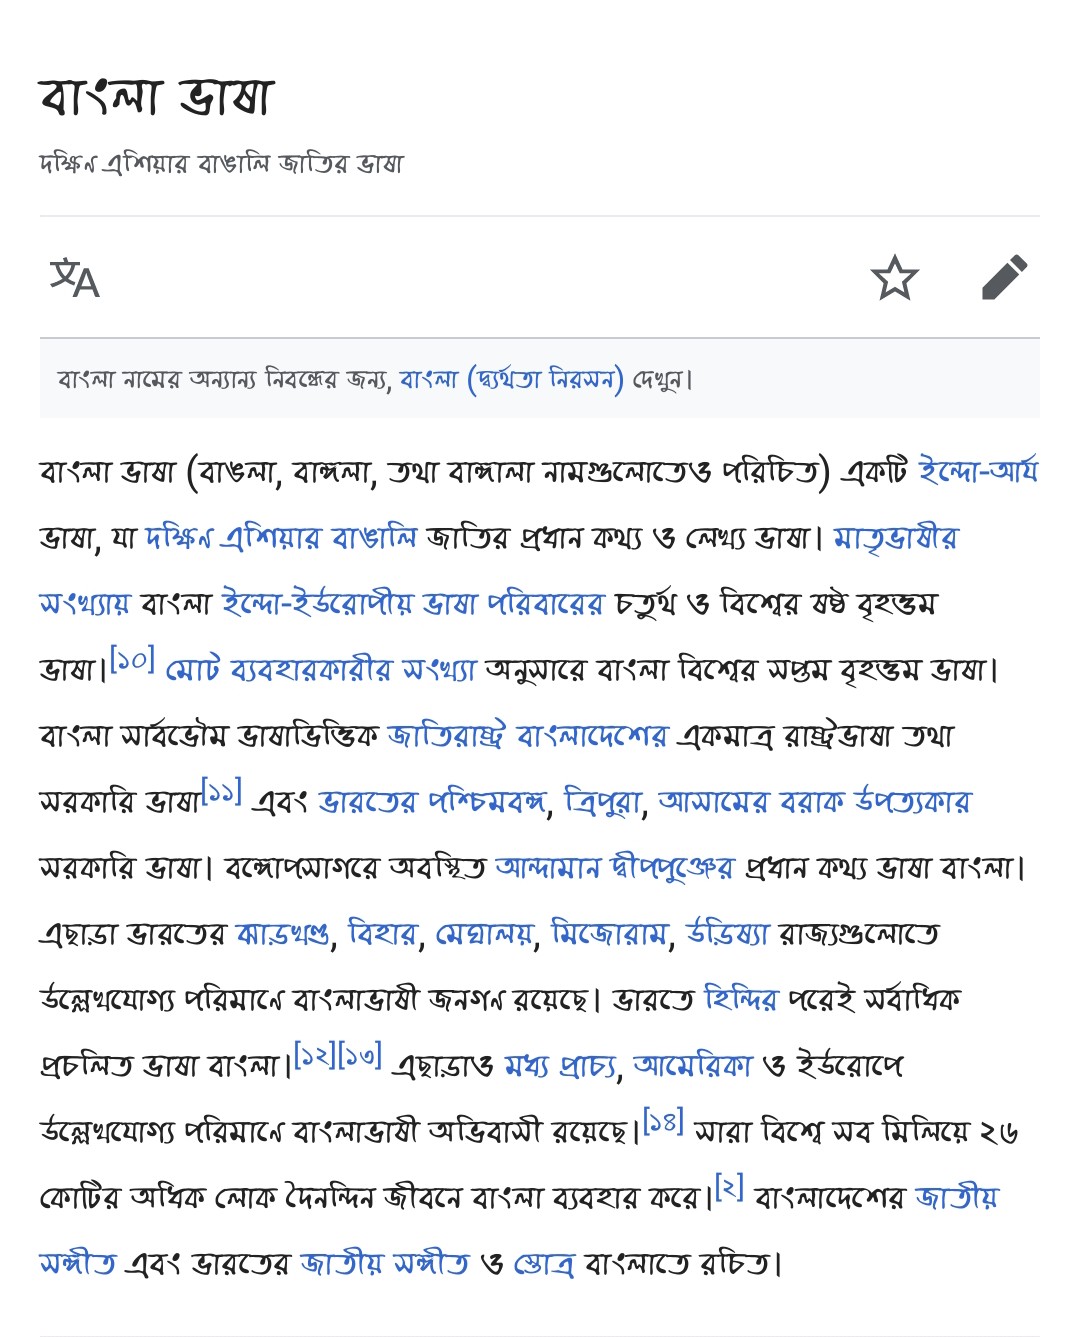 বাংলা ভাষা
দক্ষিণ এশিয়ার বাঙালি জাতির ভাষা
বাংলা নামের অন্যান্য নিবন্ধের জন্য, বাংলা (দ্ব্যর্থতা নিরসন) দেখুন।
বাংলা ভাষা (বাঙলা, বাঙ্গলা, তথা বাঙ্গালা নামগুলোতেও পরিচিত) একটি ইন্দো-আর্য
ভাষা, যা দক্ষিণ এশিয়ার বাঙালি জাতির প্রধান কথ্য ও লেখ্য ভাষা। মাতৃভাষীর
সংখ্যায় বাংলা ইন্দো-ইউরোপীয় ভাষা পরিবারের চতুর্থ ও বিশ্বের ষষ্ঠ বৃহত্তম
ভাষা।[১০] মোট ব্যবহারকারীর সংখ্যা অনুসারে বাংলা বিশ্বের সপ্তম বৃহত্তম ভাষা।
বাংলা সার্বভৌম ভাষাভিত্তিক জাতিরাষ্ট্র বাংলাদেশের একমাত্র রাষ্ট্রভাষা তথা
সরকারি ভাষা[১১] এবং ভারতের পশ্চিমবঙ্গ, ত্রিপুরা, আসামের বরাক উপত্যকার
সরকারি ভাষা। বঙ্গোপসাগরে অবস্থিত আন্দামান দ্বীপপুঞ্জের প্রধান কথ্য ভাষা বাংলা।
এছাড়া ভারতের ঝাড়খণ্ড, বিহার, মেঘালয়, মিজোরাম, উড়িষ্যা রাজ্যগুলোতে
উল্লেখযোগ্য পরিমাণে বাংলাভাষী জনগণ রয়েছে। ভারতে হিন্দির পরেই সর্বাধিক
প্রচলিত ভাষা বাংলা।[১২][১৩] এছাড়াও মধ্য প্রাচ্য, আমেরিকা ও ইউরোপে
উল্লেখযোগ্য পরিমাণে বাংলাভাষী অভিবাসী রয়েছে।[১৪] সারা বিশ্বে সব মিলিয়ে ২৬
কোটির অধিক লোক দৈনন্দিন জীবনে বাংলা ব্যবহার করে।[২] বাংলাদেশের জাতীয়
সঙ্গীত এবং ভারতের জাতীয় সঙ্গীত ও স্তোত্র বাংলাতে রচিত।